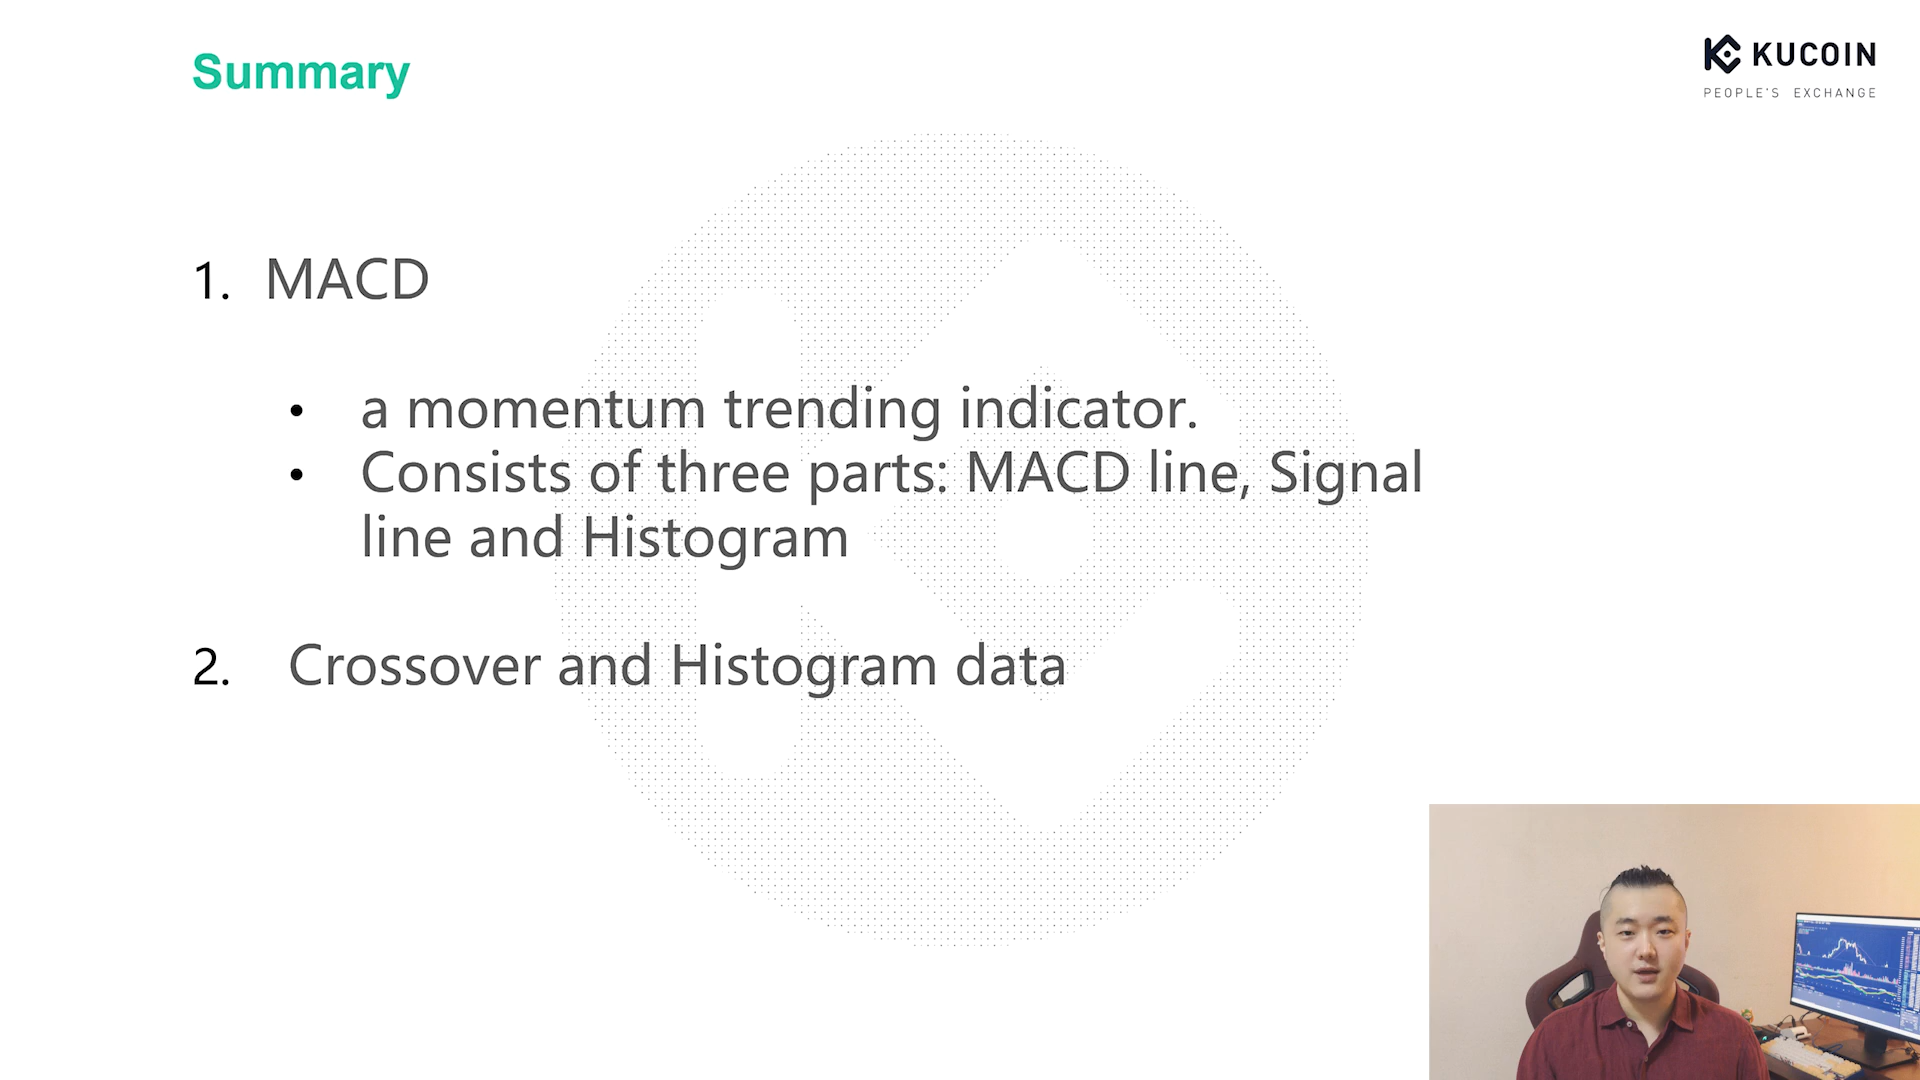 Summary
KUCOIN
PEOPLE'S EXCHANGE
1. MACD
• a momentum trending indicator.
• Consists of three parts: MACD line, Signal
line and Histogram
2. Crossover and Histogram data